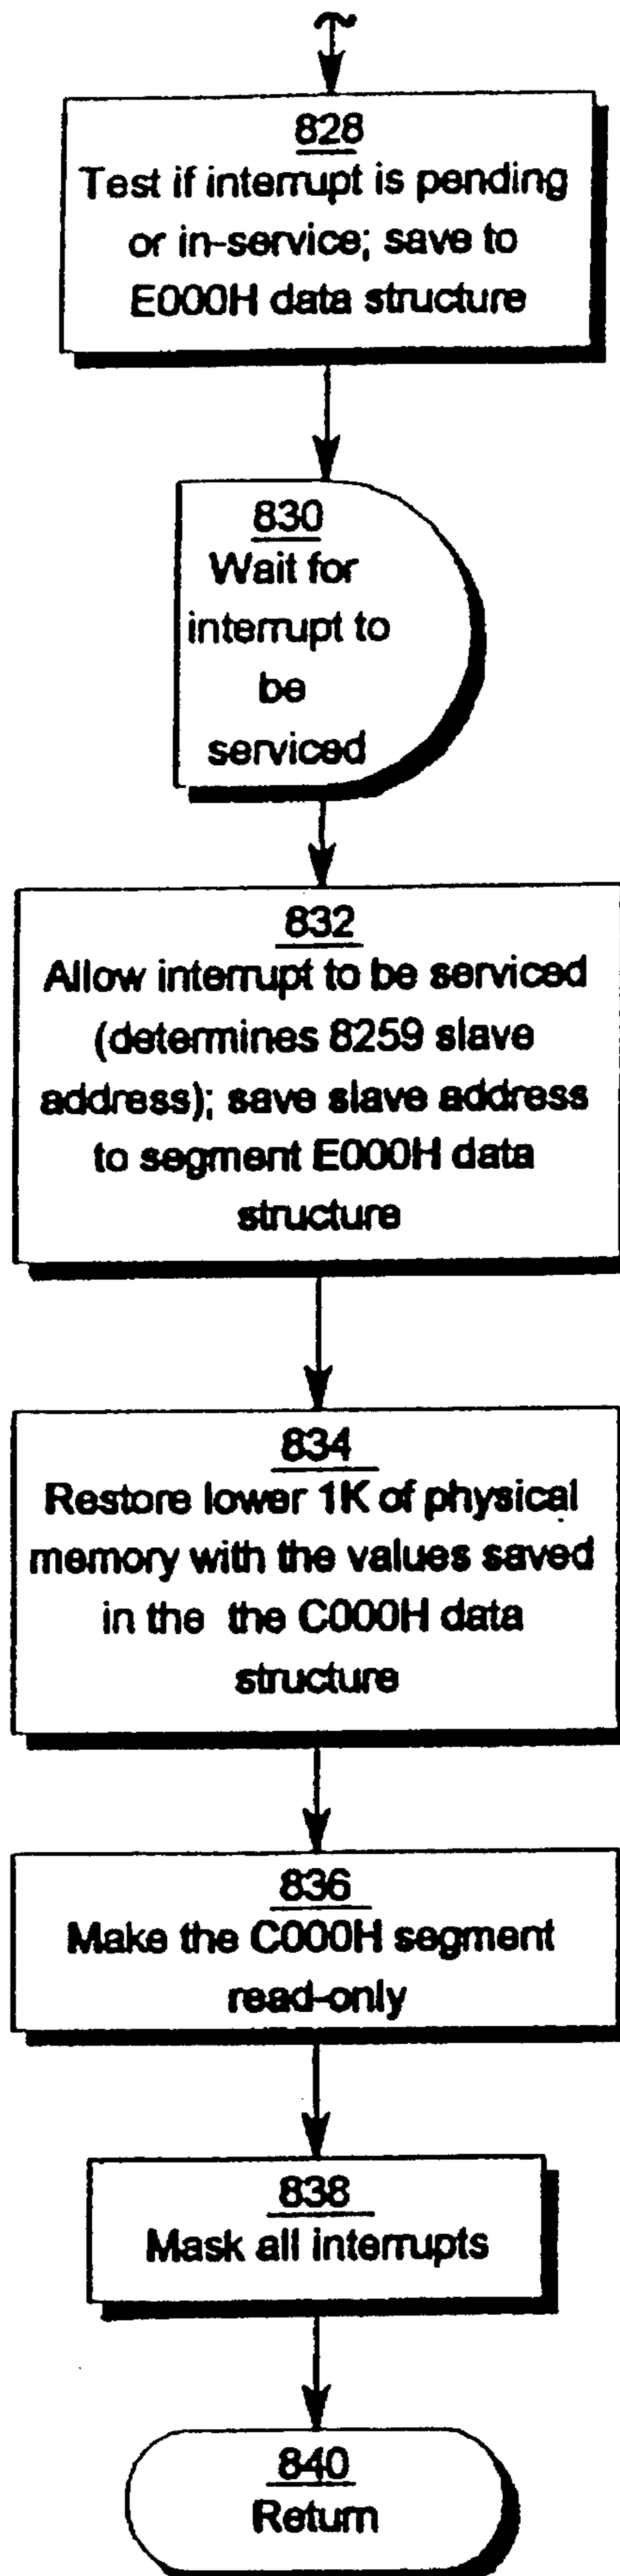 828
Test if interrupt is pending
or in-service; save to
E000H data structure
830
Wait for
interrupt to
be
serviced
832
Allow interrupt to be serviced
(determines 8259 slave
address); save slave address
to segment E000H data
structure
834
Restore lower 1K of physical
memory with the values saved
in the the C000H data
structure
836
Make the C000H segment
read-only
838
Mask all interrupts
840
Return